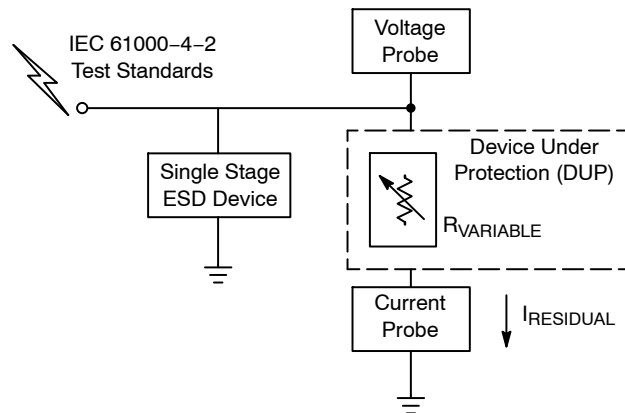 IEC 61000−4−2
Test Standards
Voltage
Probe
Single Stage
ESD Device
Device Under
Protection (DUP)
RVARIABLE
Current
Probe
IRESIDUAL